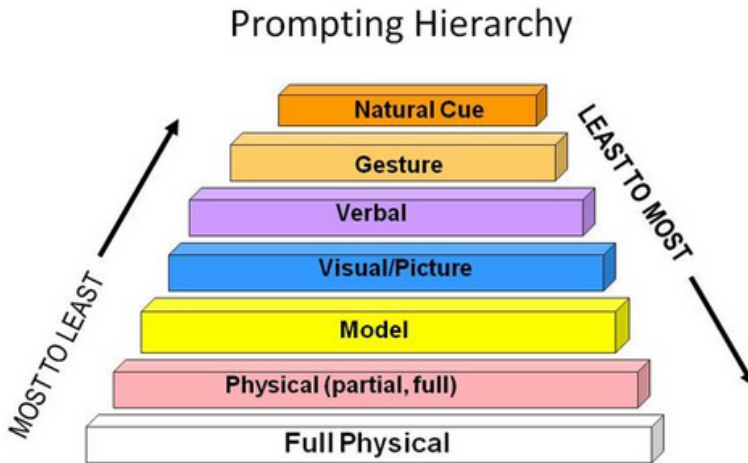 Prompting Hierarchy
Natural Cue
Gesture
Verbal
Visual/Picture
Model
Physical (partial, full)
Full Physical
MOST TO LEAST
LEAST TO MOST